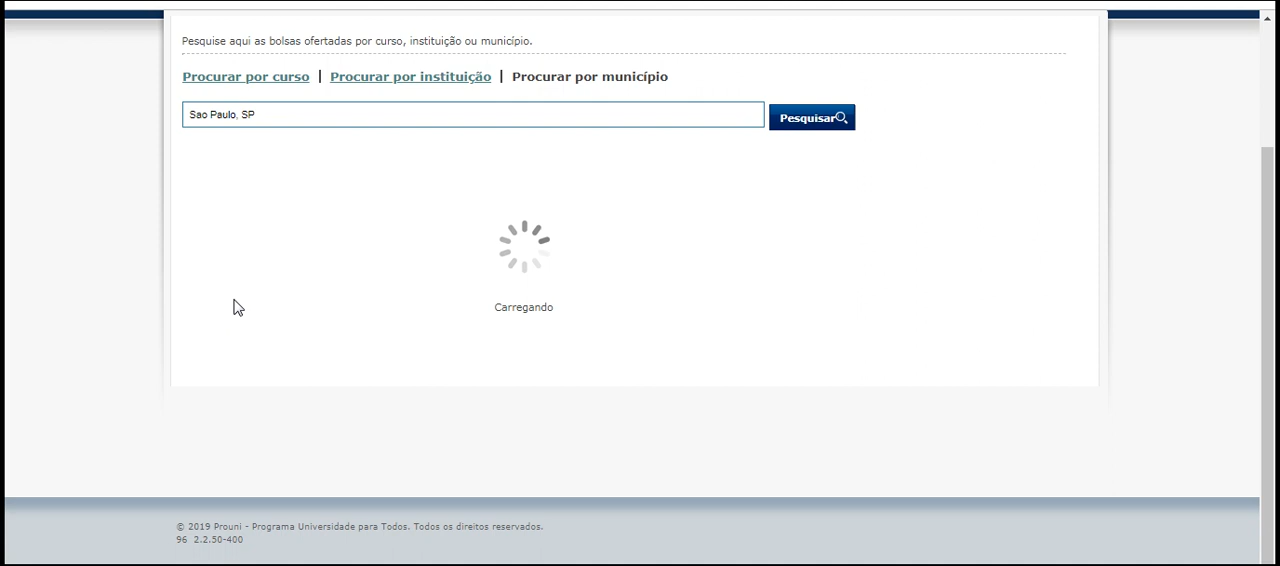 Pesquise aqui as bolsas ofertadas por curso, instituição ou município.
Procurar por curso | Procurar por instituição | Procurar por município
Sao Paulo, SP
Pesquisar
Carregando
© 2019 Prouni - Programa Universidade para Todos. Todos os direitos reservados.
96 2.2.50-400